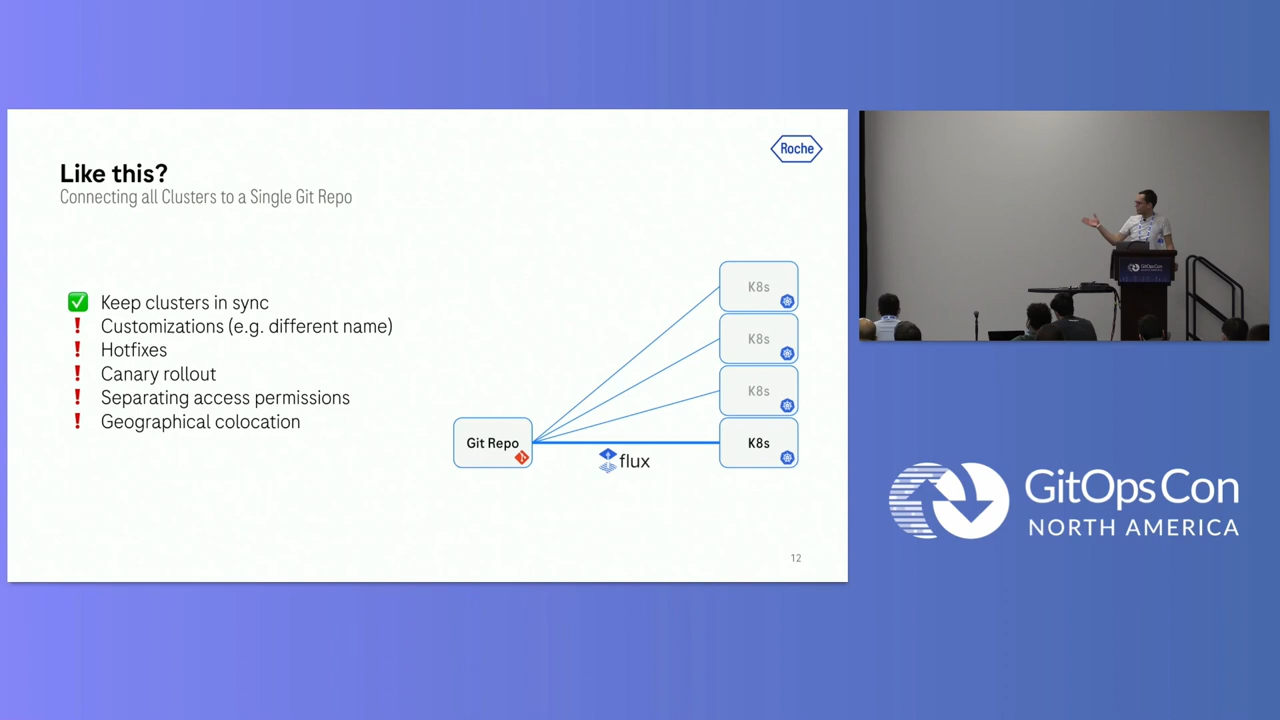 Roche
Like this?
Connecting all Clusters to a Single Git Repo
Keep clusters in sync
Customizations (e.g. different name)
Hotfixes
Canary rollout
Separating access permissions
Geographical colocation
K8s
K8s
K8s
K8s
Git Repo
flux
12
GitOpsCon
GitOpsCon
NORTH AMERICA